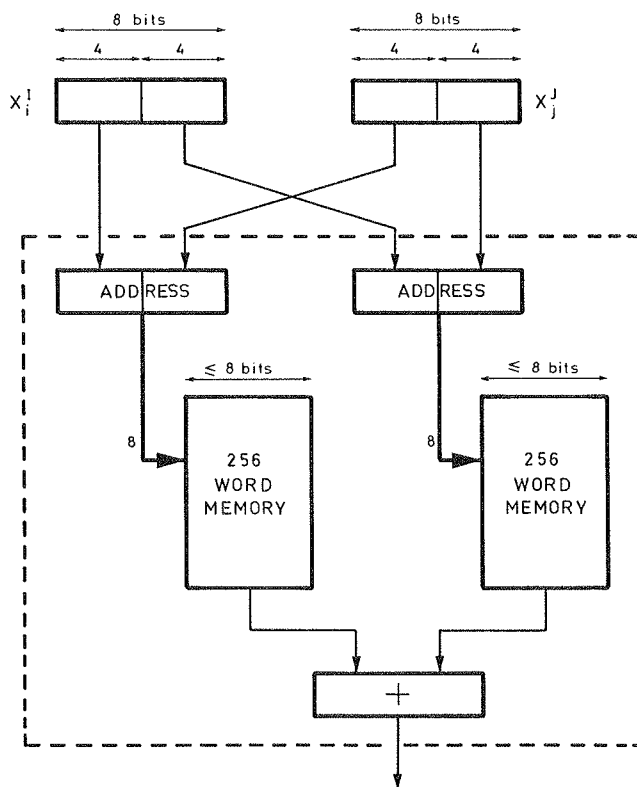 8 bits 8 bits
4 4 4 4
X_i^I X_j^J
ADDRESS ADDRESS
≤ 8 bits ≤ 8 bits
8 8
256 256
WORD WORD
MEMORY MEMORY
+